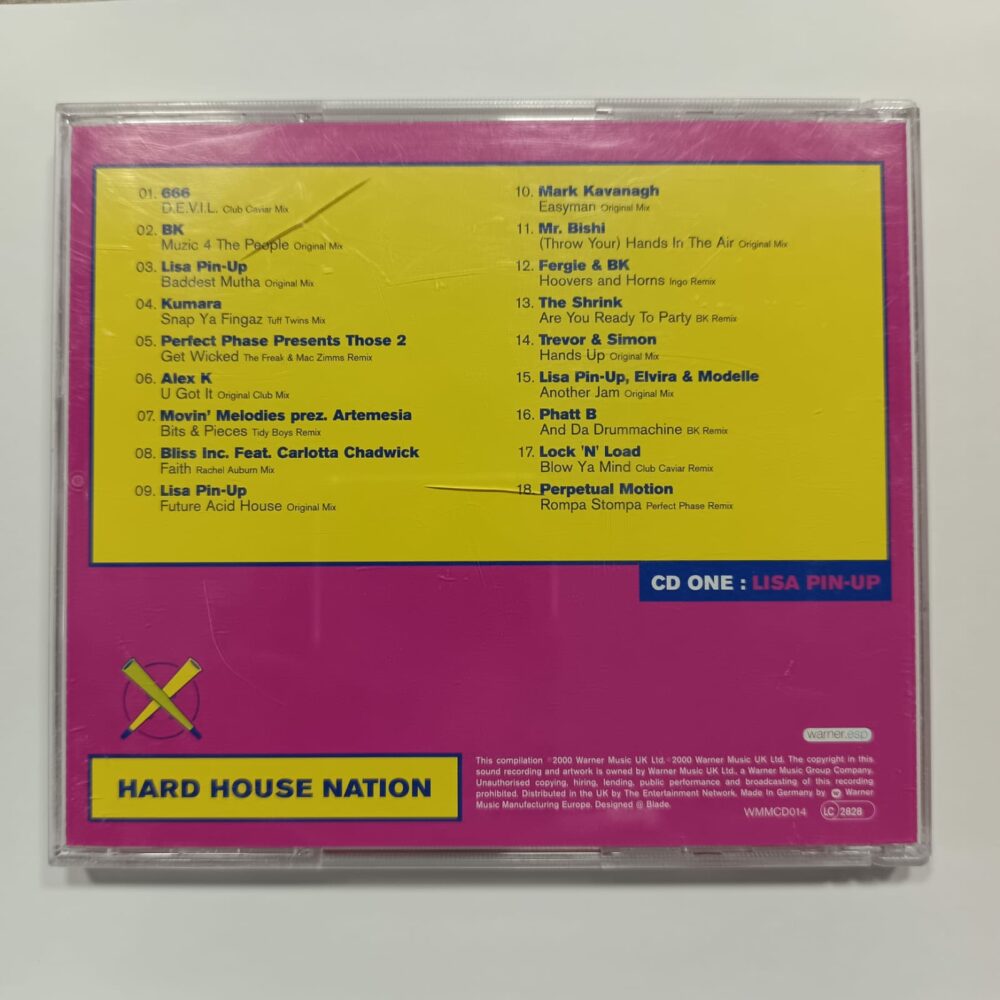 01. 666
D.E.V.I.L. Club Caviar Mix
02. BK
Muzic 4 The People Original Mix
03. Lisa Pin-Up
Baddest Mutha Original Mix
04. Kumara
Snap Ya Fingaz Tuff Twins Mix
05. Perfect Phase Presents Those 2
Get Wicked The Freak & Mac Zimms Remix
06. Alex K
U Got It Original Club Mix
07. Movin' Melodies prez. Artemesia
Bits & Pieces Tidy Boys Remix
08. Bliss Inc. Feat. Carlotta Chadwick
Faith Rachel Auburn Mix
09. Lisa Pin-Up
Future Acid House Original Mix
10. Mark Kavanagh
Easyman Original Mix
11. Mr. Bishi
(Throw Your) Hands In The Air Original Mix
12. Fergie & BK
Hoovers and Horns Ingo Remix
13. The Shrink
Are You Ready To Party BK Remix
14. Trevor & Simon
Hands Up Original Mix
15. Lisa Pin-Up, Elvira & Modelle
Another Jam Original Mix
16. Phatt B
And Da Drummachine BK Remix
17. Lock 'N' Load
Blow Ya Mind Club Caviar Remix
18. Perpetual Motion
Rompa Stompa Perfect Phase Remix
CD ONE : LISA PIN-UP
warner.esp
HARD HOUSE NATION
This compilation ℗2000 Warner Music UK Ltd. ©2000 Warner Music UK Ltd. The copyright in this
sound recording and artwork is owned by Warner Music UK Ltd., a Warner Music Group Company.
Unauthorised copying, hiring, lending, public performance and broadcasting of this recording
prohibited. Distributed in the UK by The Entertainment Network. Made In Germany by Warner
Music Manufacturing Europe. Designed @ Blade.
WMMCD014 LC 2828